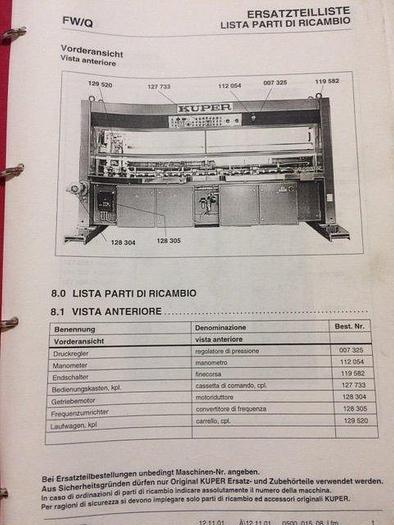 FW/Q
ERSATZTEILLISTE
LISTA PARTI DI RICAMBIO
Vorderansicht
Vista anteriore
129 520
127 733
112 054
007 325
119 582
KUPER
128 304
128 305
8.0 LISTA PARTI DI RICAMBIO
8.1 VISTA ANTERIORE
Benennung Denominazione Best. Nr.
Vorderansicht vista anteriore
Druckregler regolatore di pressione 007 325
Manometer manometro 112 054
Endschalter finecorsa 119 582
Bedienungskasten, kpl. cassetta di comando, cpl. 127 733
Getriebemotor motoriduttore 128 304
Frequenzumrichter convertitore di frequenza 128 305
Laufwagen, kpl carrello, cpl. 129 520
Bei Ersatzteilbestellungen unbedingt Maschinen-Nr. angeben.
Aus Sicherheitsgründen dürfen nur Original KUPER Ersatz- und Zubehörteile verwendet werden.
In caso di ordinazioni di parti di ricambio indicare assolutamente il numero della macchina.
Per ragioni di sicurezza si devono impiegare solo parti ricambio ed accessori originali KUPER.
12.11.01 0500_015_08_I.fm 1